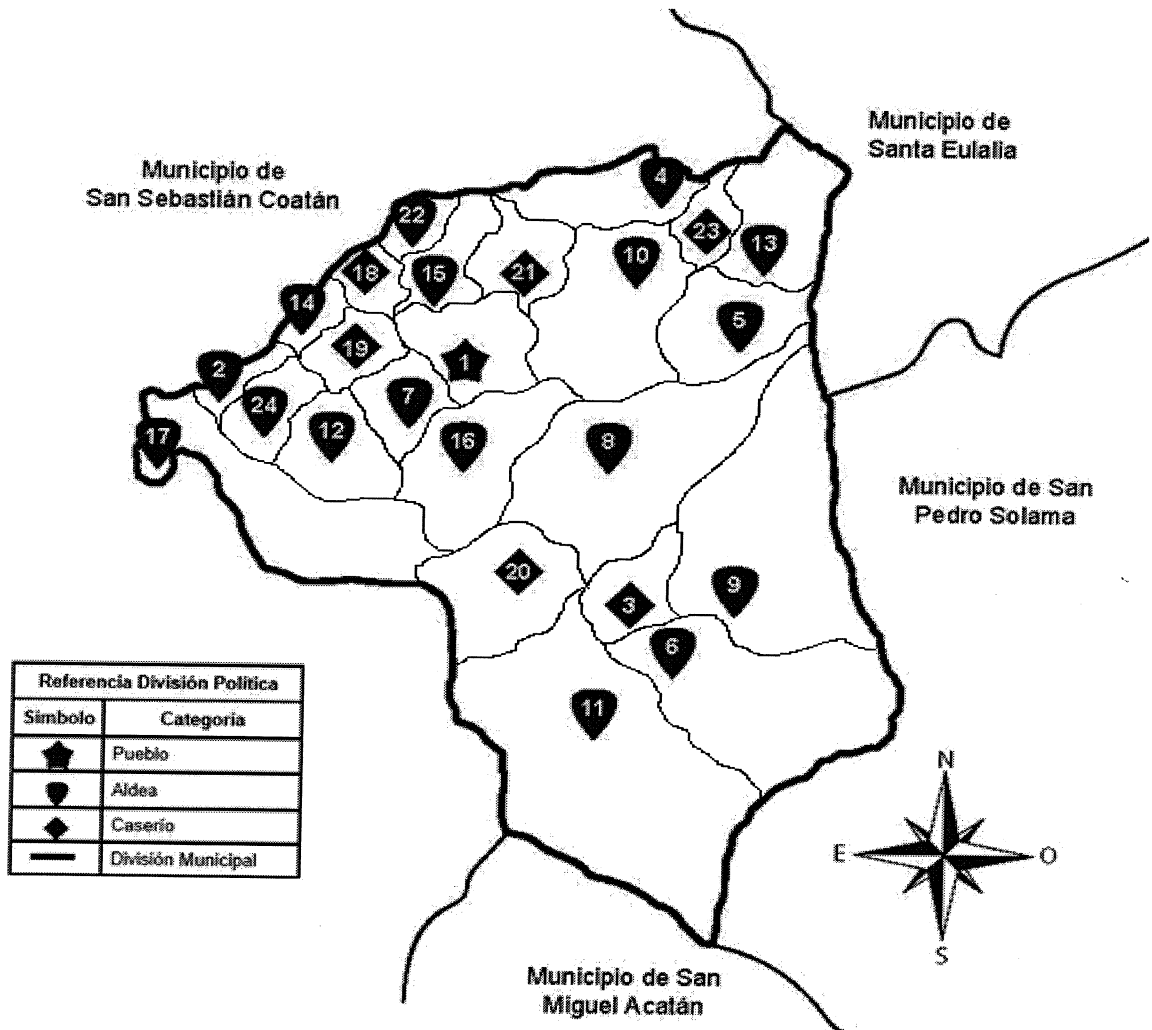 Municipio de
Santa Eulalia
Municipio de
San Sebastián Coatán
4
22
23
13
10
18
15
21
14
5
19
1
2
7
24
12
17
16
8
Municipio de San
Pedro Solama
20
9
3
6
11
Referencia División Política
Simbolo
Categoria
Pueblo
Aldea
Caserío
División Municipal
N
E
O
S
Municipio de San
Miguel Acatán